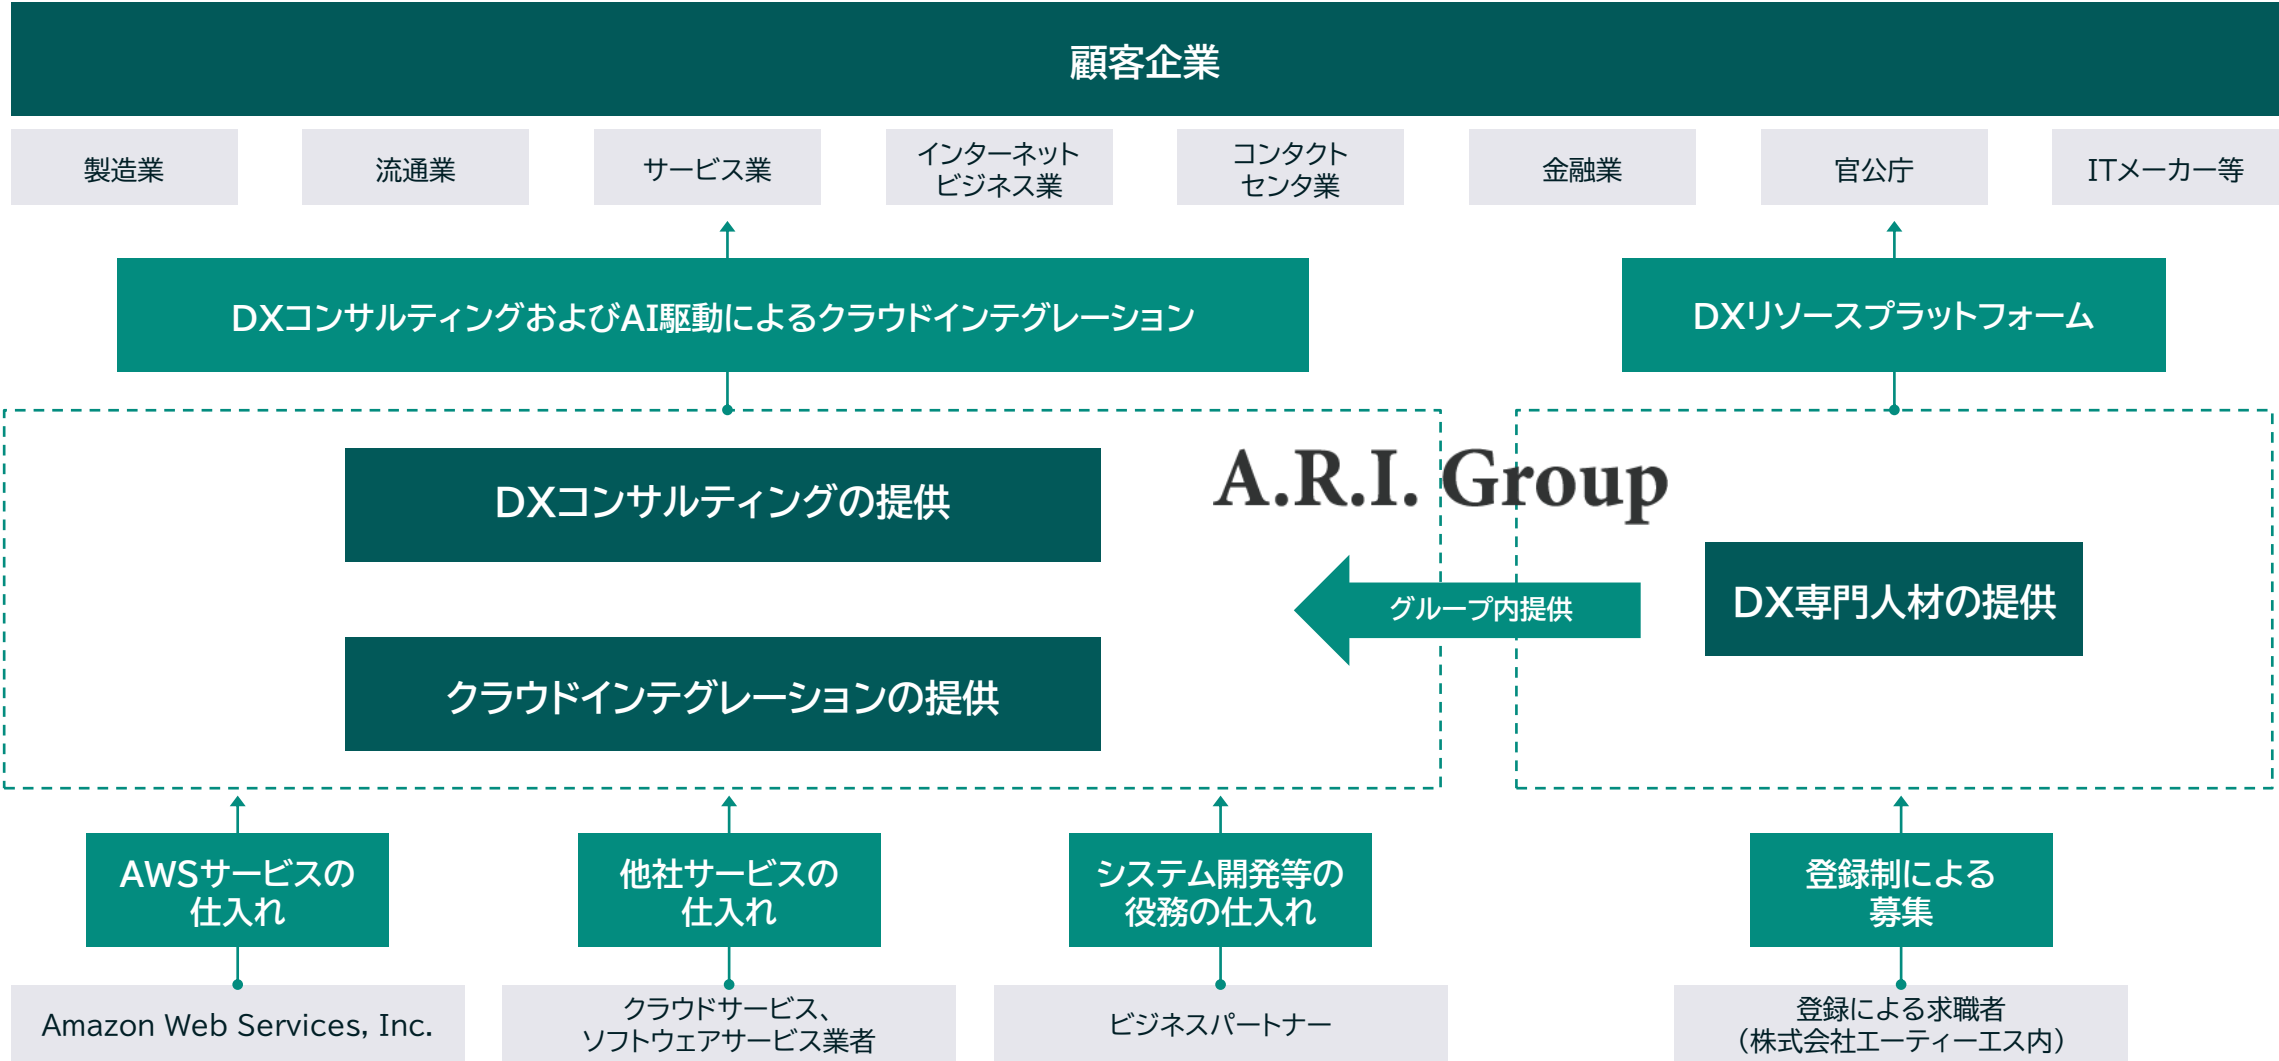 顧客企業
製造業
流通業
サービス業
インターネット
ビジネス業
コンタクト
センタ業
金融業
官公庁
ITメーカー等
DXコンサルティングおよびAI駆動によるクラウドインテグレーション
DXリソースプラットフォーム
A.R.I. Group
DXコンサルティングの提供
クラウドインテグレーションの提供
グループ内提供
DX専門人材の提供
AWSサービスの
仕入れ
他社サービスの
仕入れ
システム開発等の
役務の仕入れ
登録制による
募集
Amazon Web Services, Inc.
クラウドサービス、
ソフトウェアサービス業者
ビジネスパートナー
登録による求職者
（株式会社エーティーエス内）